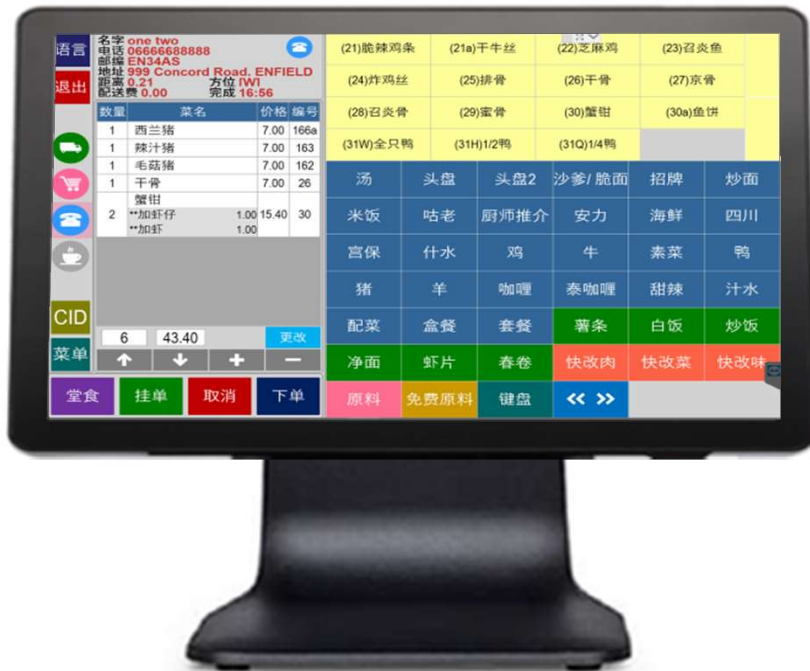 语言
退出
CID
菜单
名字 one two
电话 06666688888
邮编 EN34AS
地址 999 Concord Road. ENFIELD
距离 0.21 方位 [W]
配送费 0.00 完成 16:56
数量 菜名 价格 编号
1 西兰猪 7.00 166a
1 辣汁猪 7.00 163
1 毛菇猪 7.00 162
1 干骨 7.00 26
蟹钳
2 **加虾仔 1.00 15.40 30
**加虾 1.00
6 43.40 更改
堂食 挂单 取消 下单
(21)脆辣鸡条 (21a)干牛丝 (22)芝麻鸡 (23)召炎鱼
(24)炸鸡丝 (25)排骨 (26)干骨 (27)京骨
(28)召炎骨 (29)蜜骨 (30)蟹钳 (30a)鱼饼
(31W)全只鸭 (31H)1/2鸭 (31Q)1/4鸭
汤 头盘 头盘2 沙爹/脆面 招牌 炒面
米饭 咕老 厨师推介 安力 海鲜 四川
宫保 什水 鸡 牛 素菜 鸭
猪 羊 咖喱 泰咖喱 甜辣 汁水
配菜 盒餐 套餐 薯条 白饭 炒饭
净面 虾片 春卷 快改肉 快改菜 快改味
原料 免费原料 键盘 << >>